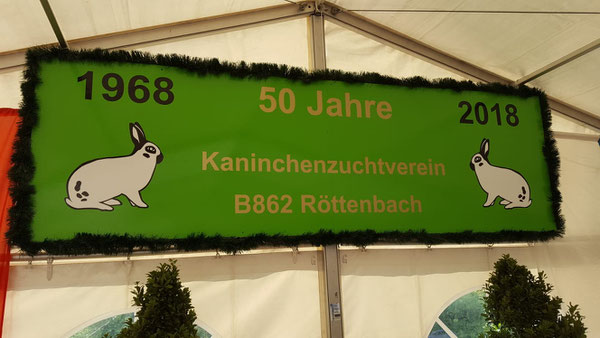 1968 50 Jahre 2018
Kaninchenzuchtverein
B862 Röttenbach